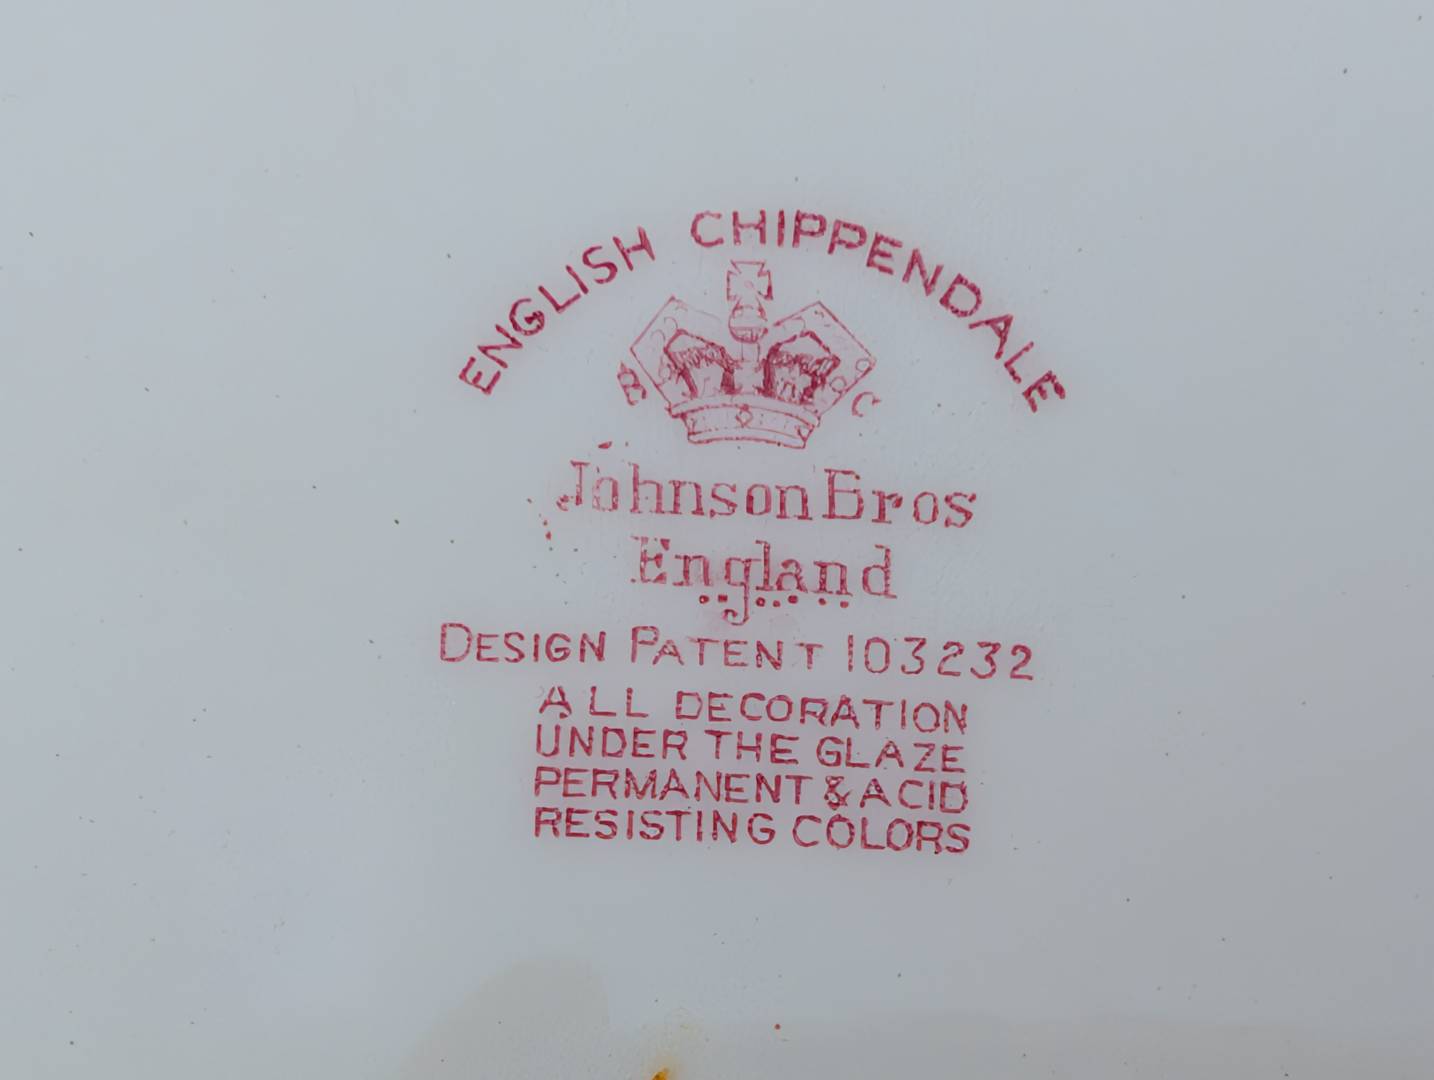 ENGLISH CHIPPENDALE
B C
Johnson Bros
England
DESIGN PATENT 103232
ALL DECORATION
UNDER THE GLAZE
PERMANENT & ACID
RESISTING COLORS